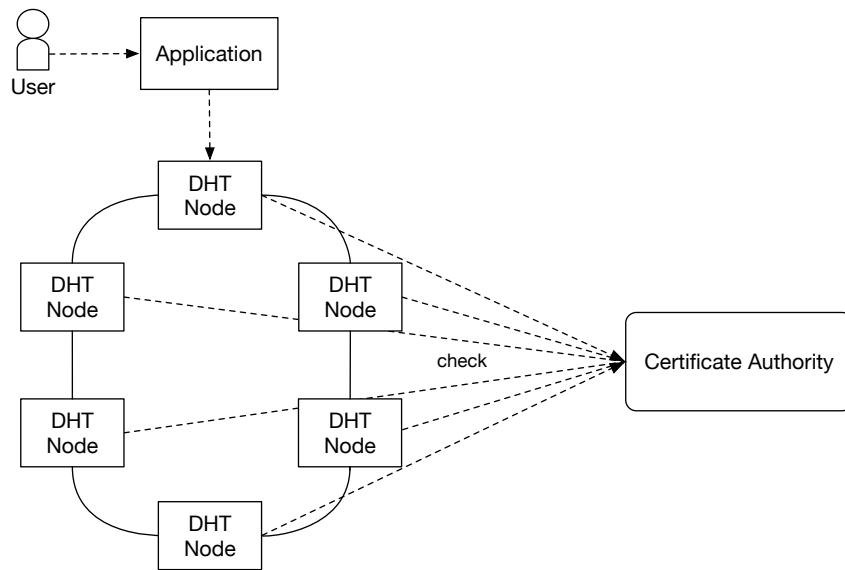 User
Application
DHT
Node
DHT
Node
DHT
Node
check
Certificate Authority
DHT
Node
DHT
Node
DHT
Node